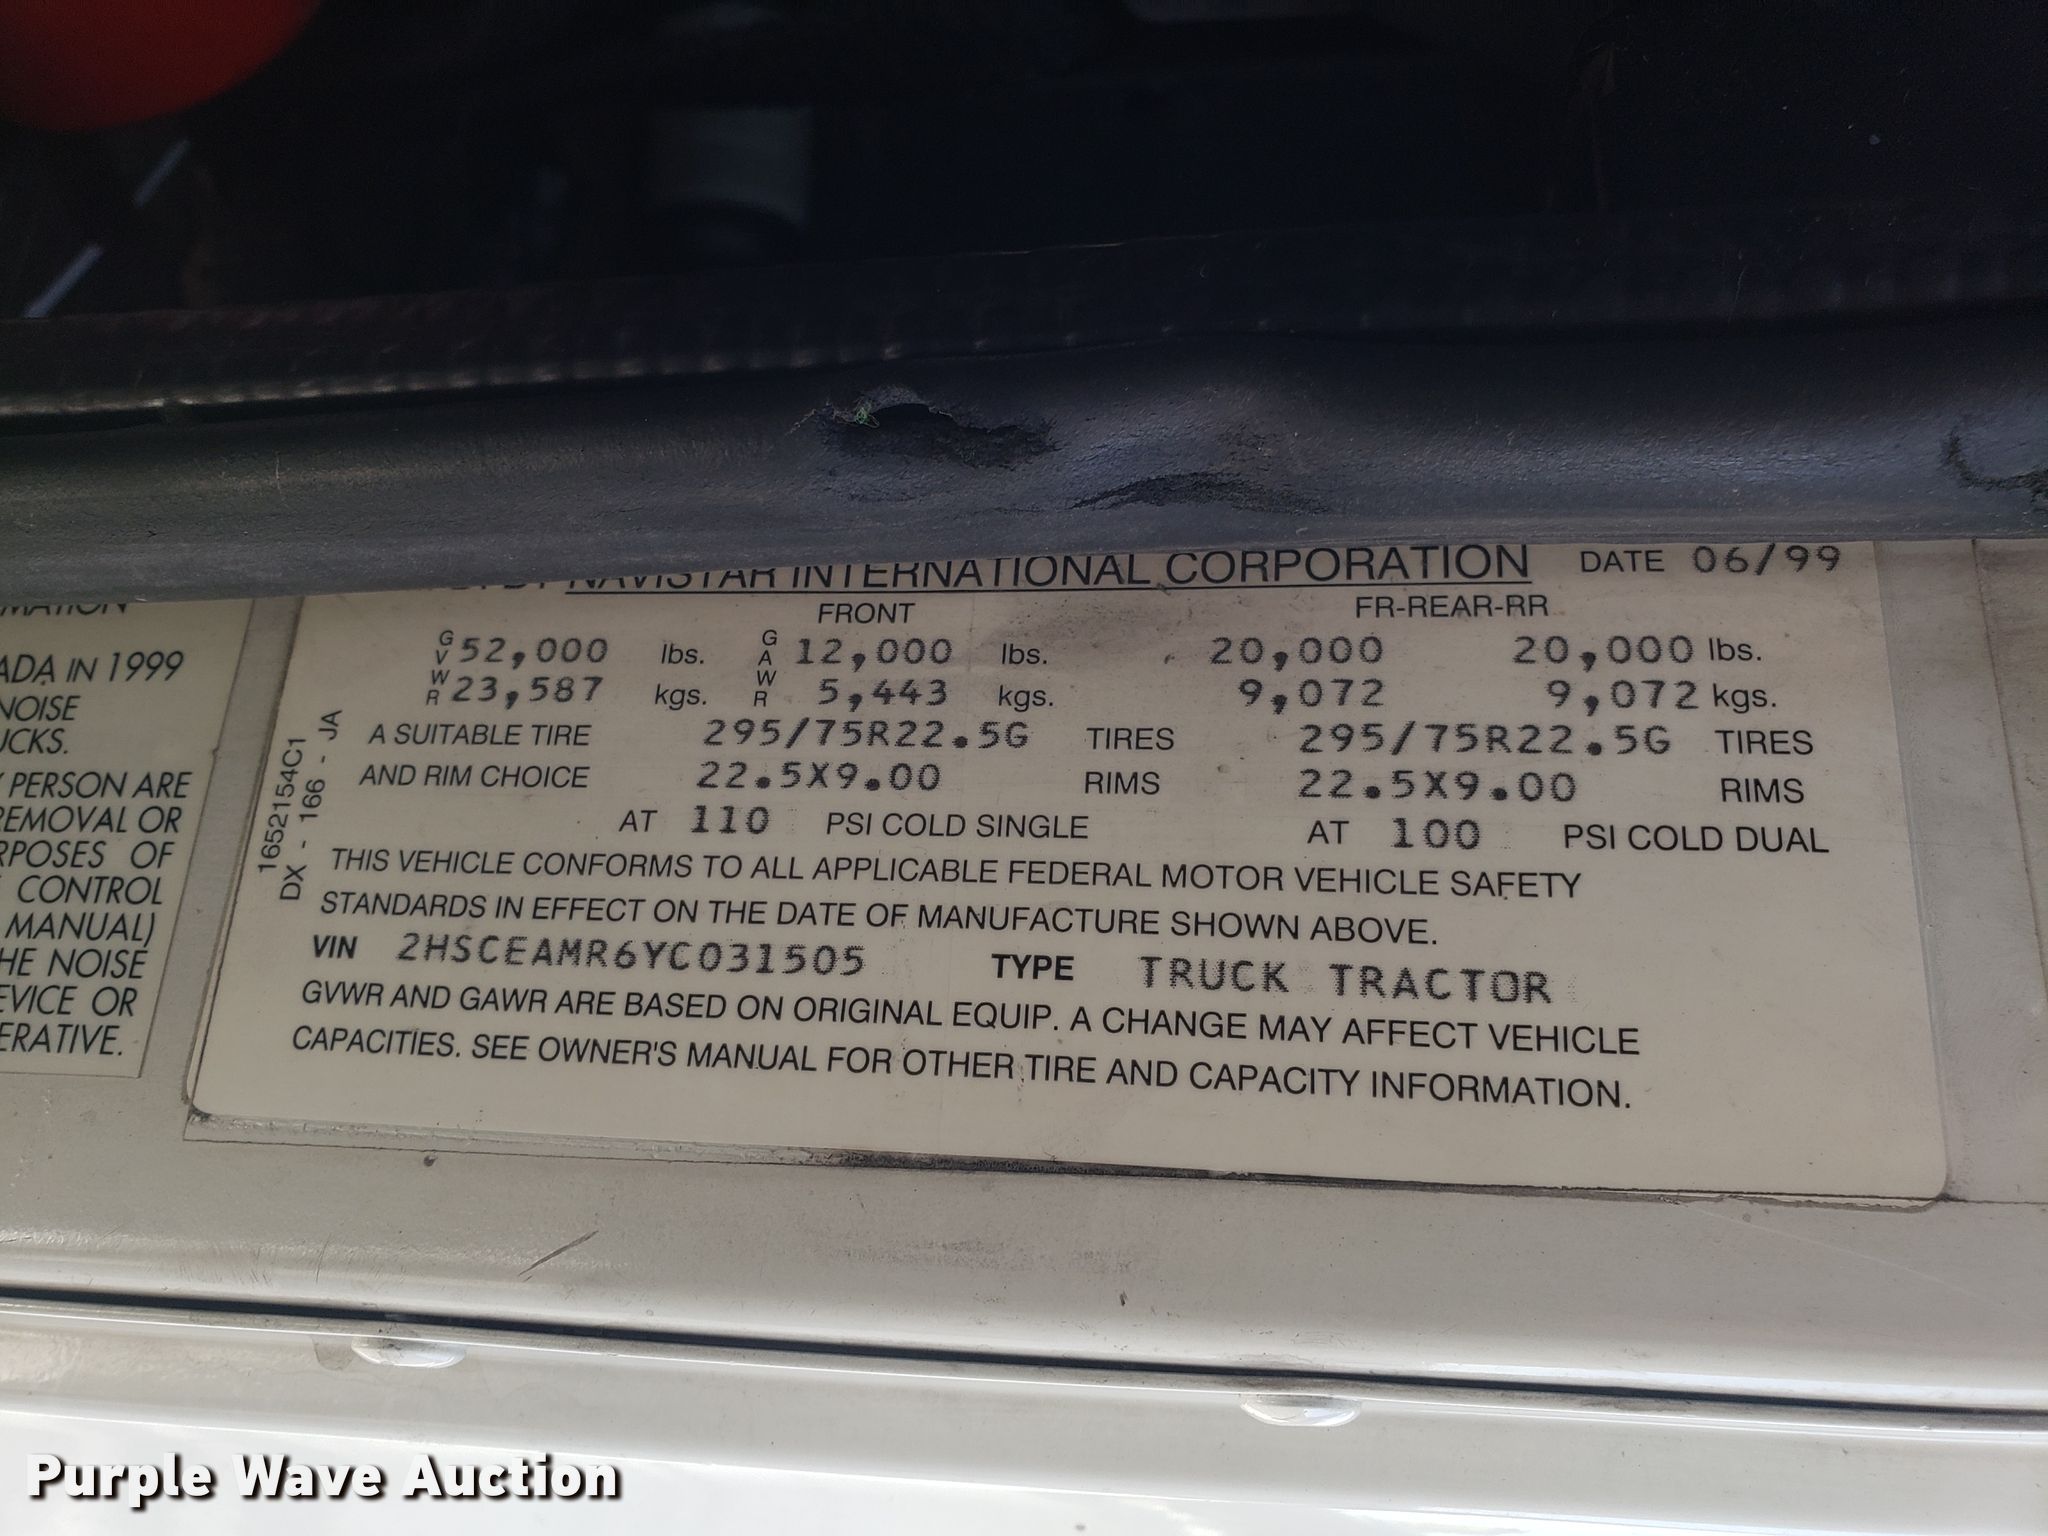 NAVISTAR INTERNATIONAL CORPORATION DATE 06/99
FRONT FR-REAR-RR
GVWR 52,000 lbs. GAWR 12,000 lbs. 20,000 20,000 lbs.
23,587 kgs. 5,443 kgs. 9,072 9,072 kgs.
A SUITABLE TIRE 295/75R22.5G TIRES 295/75R22.5G TIRES
AND RIM CHOICE 22.5X9.00 RIMS 22.5X9.00 RIMS
AT 110 PSI COLD SINGLE AT 100 PSI COLD DUAL
THIS VEHICLE CONFORMS TO ALL APPLICABLE FEDERAL MOTOR VEHICLE SAFETY
STANDARDS IN EFFECT ON THE DATE OF MANUFACTURE SHOWN ABOVE.
VIN 2HSCEAMR6YC031505 TYPE TRUCK TRACTOR
GVWR AND GAWR ARE BASED ON ORIGINAL EQUIP. A CHANGE MAY AFFECT VEHICLE
CAPACITIES. SEE OWNER'S MANUAL FOR OTHER TIRE AND CAPACITY INFORMATION.
1652154C1
DX - 166 - JA
MATION
ADA IN 1999
NOISE
UCKS.
Y PERSON ARE
REMOVAL OR
RPOSES OF
CONTROL
MANUAL)
HE NOISE
EVICE OR
ERATIVE.
Purple Wave Auction